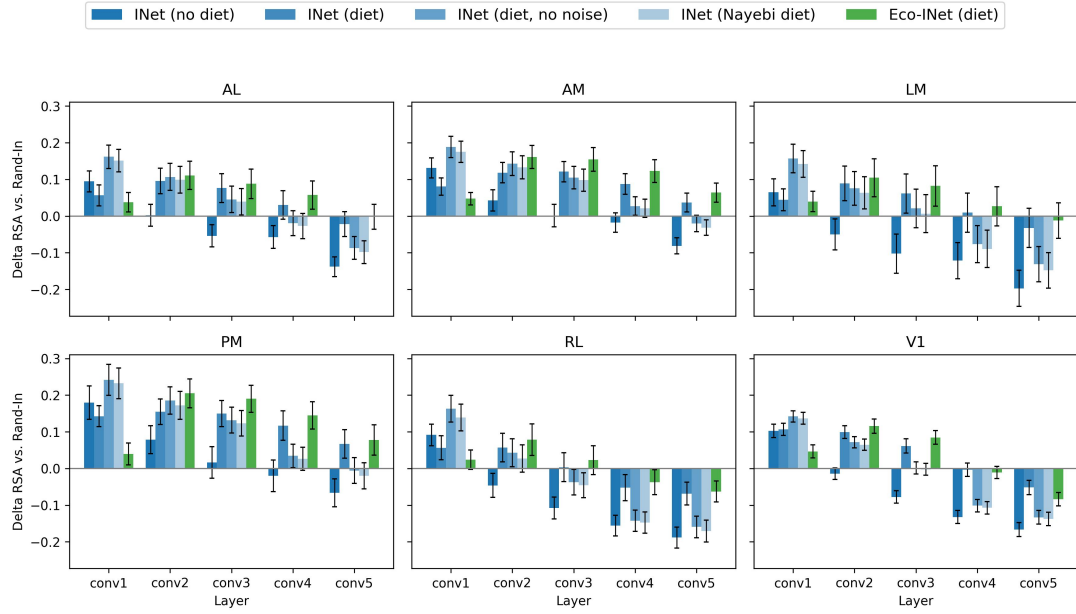 INet (no diet) INet (diet) INet (diet, no noise) INet (Nayebi diet) Eco-INet (diet)
AL AM LM
Delta RSA vs. Rand-In
0.3
0.2
0.1
0.0
−0.1
−0.2
PM RL V1
Delta RSA vs. Rand-In
0.3
0.2
0.1
0.0
−0.1
−0.2
conv1 conv2 conv3 conv4 conv5 conv1 conv2 conv3 conv4 conv5 conv1 conv2 conv3 conv4 conv5
Layer Layer Layer